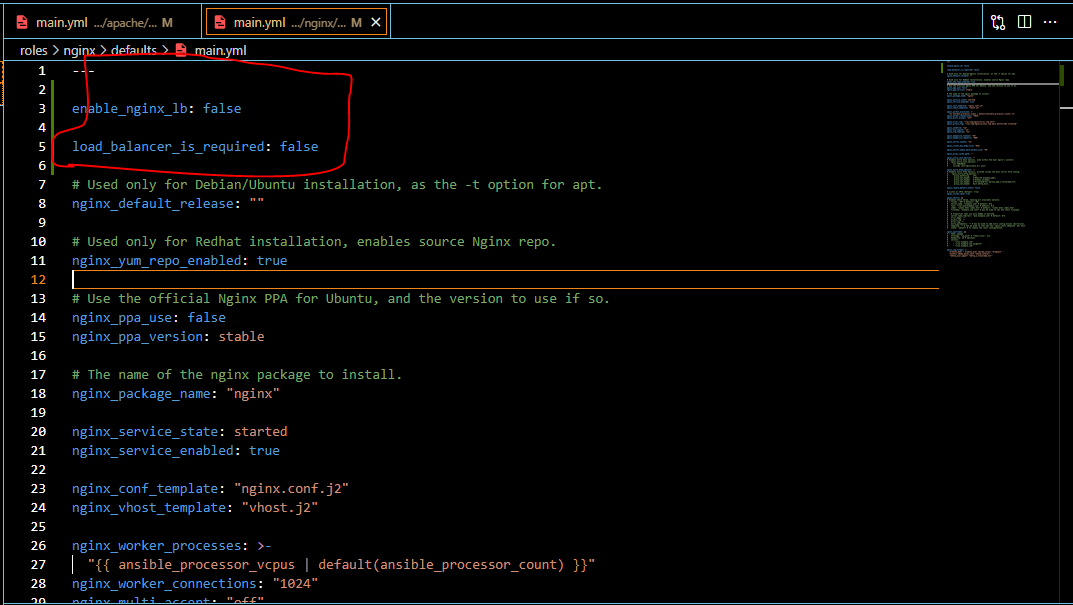 main.yml .../apache/... M main.yml .../nginx/... M
roles > nginx > defaults > main.yml
1 ---
2
3 enable_nginx_lb: false
4
5 load_balancer_is_required: false
6
7 # Used only for Debian/Ubuntu installation, as the -t option for apt.
8 nginx_default_release: ""
9
10 # Used only for Redhat installation, enables source Nginx repo.
11 nginx_yum_repo_enabled: true
12
13 # Use the official Nginx PPA for Ubuntu, and the version to use if so.
14 nginx_ppa_use: false
15 nginx_ppa_version: stable
16
17 # The name of the nginx package to install.
18 nginx_package_name: "nginx"
19
20 nginx_service_state: started
21 nginx_service_enabled: true
22
23 nginx_conf_template: "nginx.conf.j2"
24 nginx_vhost_template: "vhost.j2"
25
26 nginx_worker_processes: >-
27 "{{ ansible_processor_vcpus | default(ansible_processor_count) }}"
28 nginx_worker_connections: "1024"
29 nginx_multi_accept: "off"